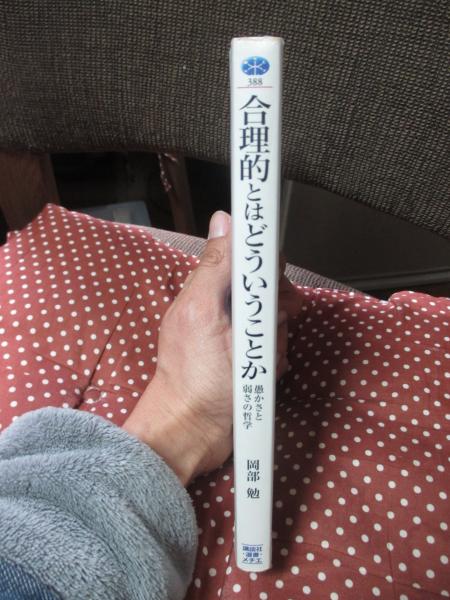 388
合理的とはどういうことか
愚かさと
弱さの哲学
岡部 勉
講談社
選書
メチエ